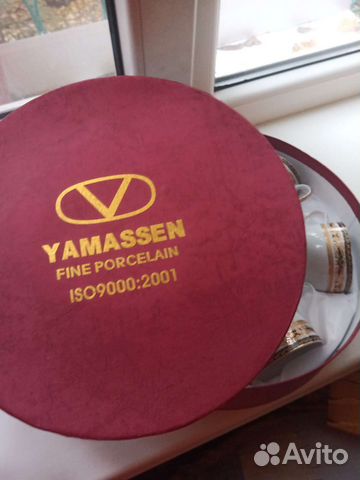 YAMASSEN
FINE PORCELAIN
ISO9000:2001
Avito